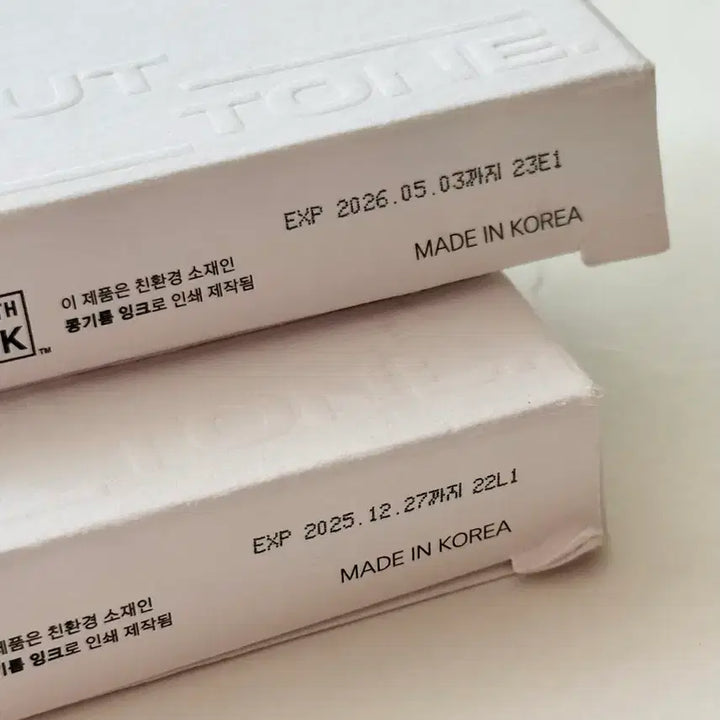 UT
TONE.
EXP 2026.05.03까지 23E1
MADE IN KOREA
TH
K™
이 제품은 친환경 소재인
콩기름 잉크로 인쇄 제작됨
TONE.
EXP 2025.12.27까지 22L1
MADE IN KOREA
제품은 친환경 소재인
기름 잉크로 인쇄 제작됨